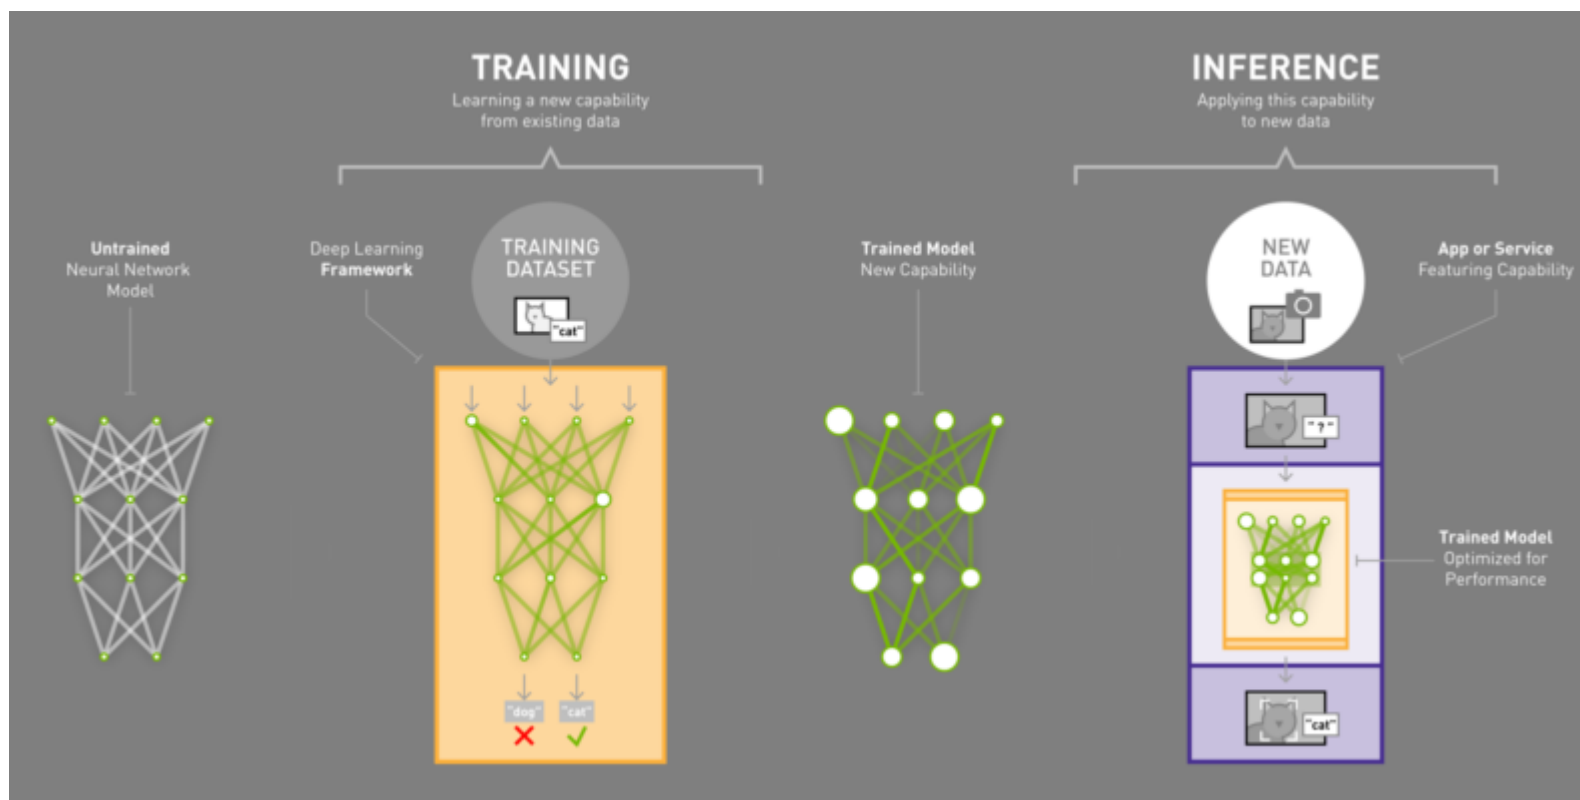 TRAINING
Learning a new capability
from existing data
INFERENCE
Applying this capability
to new data
Untrained
Neural Network
Model
Deep Learning
Framework
TRAINING
DATASET
"cat"
Trained Model
New Capability
NEW
DATA
App or Service
Featuring Capability
"?"
Trained Model
Optimized for
Performance
"dog"
"cat"
"cat"